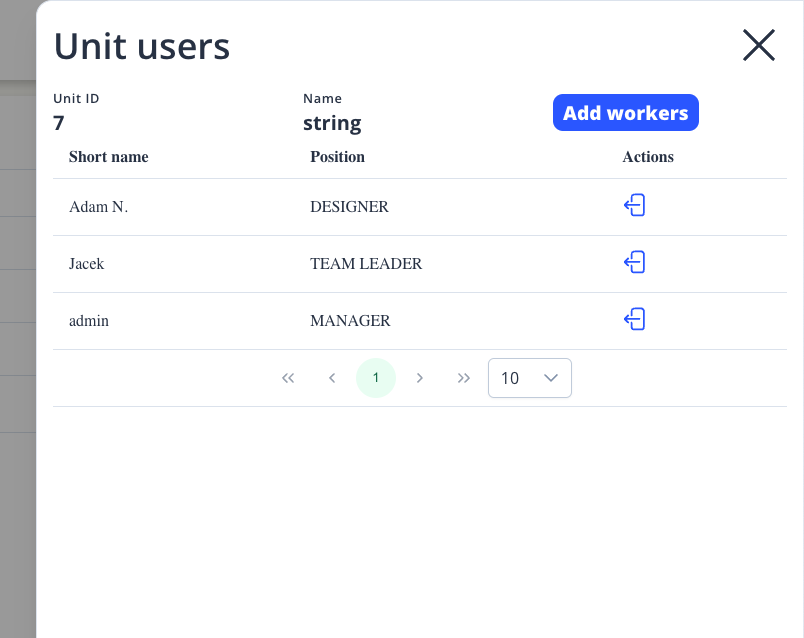 Unit users
Unit ID Name
7 string Add workers
Short name Position Actions
Adam N. DESIGNER
Jacek TEAM LEADER
admin MANAGER
1 10